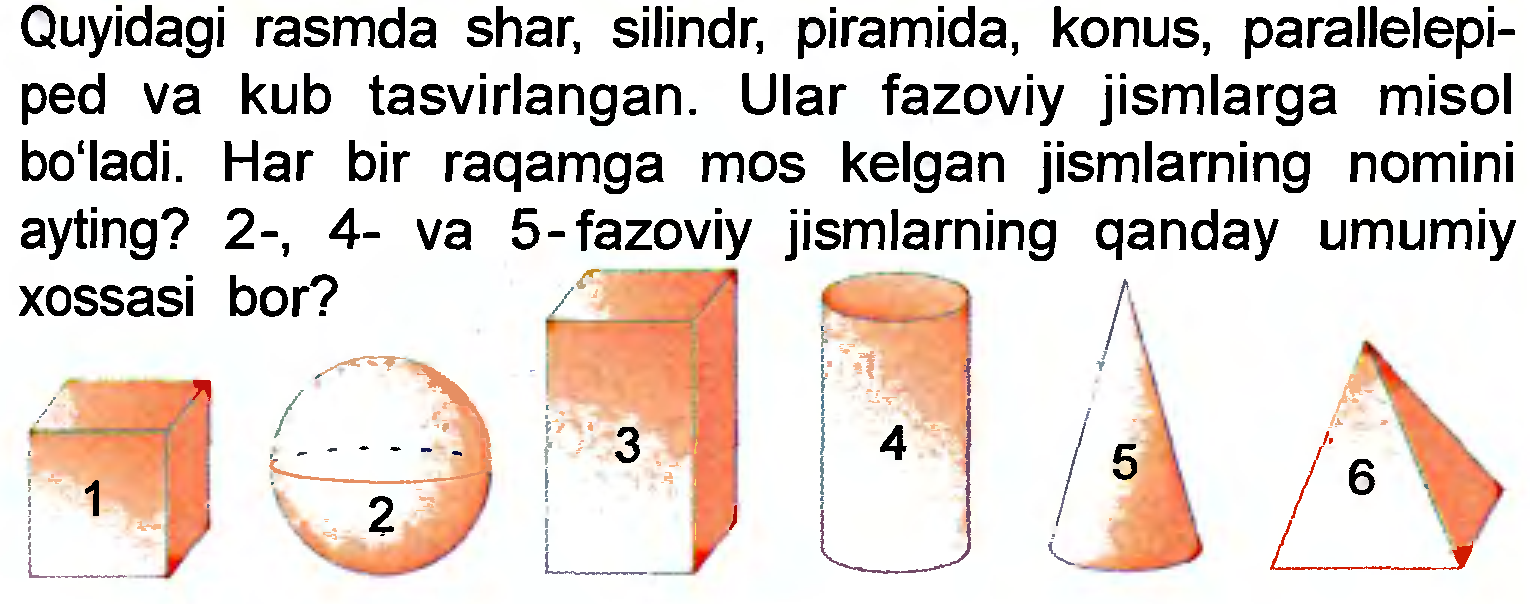 Quyidagi rasmda shar, silindr, piramida, konus, parallelepi-
ped va kub tasvirlangan. Ular fazoviy jismlarga misol
bo‘ladi. Har bir raqamga mos kelgan jismlarning nomini
ayting? 2-, 4- va 5-fazoviy jismlarning qanday umumiy
xossasi bor?
1 2 3 4 5 6